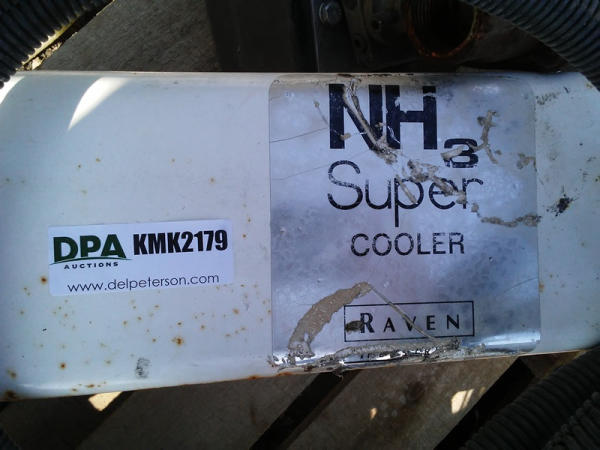 NH3
Super
COOLER
RAVEN
DPA KMK2179
AUCTIONS
www.delpeterson.com